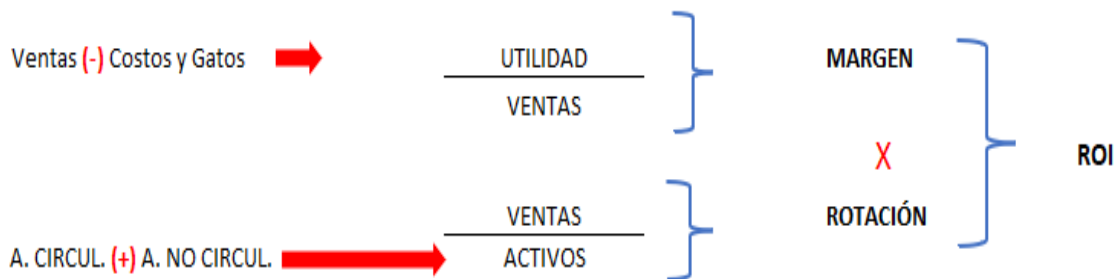 Ventas (-) Costos y Gatos
UTILIDAD
VENTAS
MARGEN
X
ROI
VENTAS
ACTIVOS
ROTACIÓN
A. CIRCUL. (+) A. NO CIRCUL.